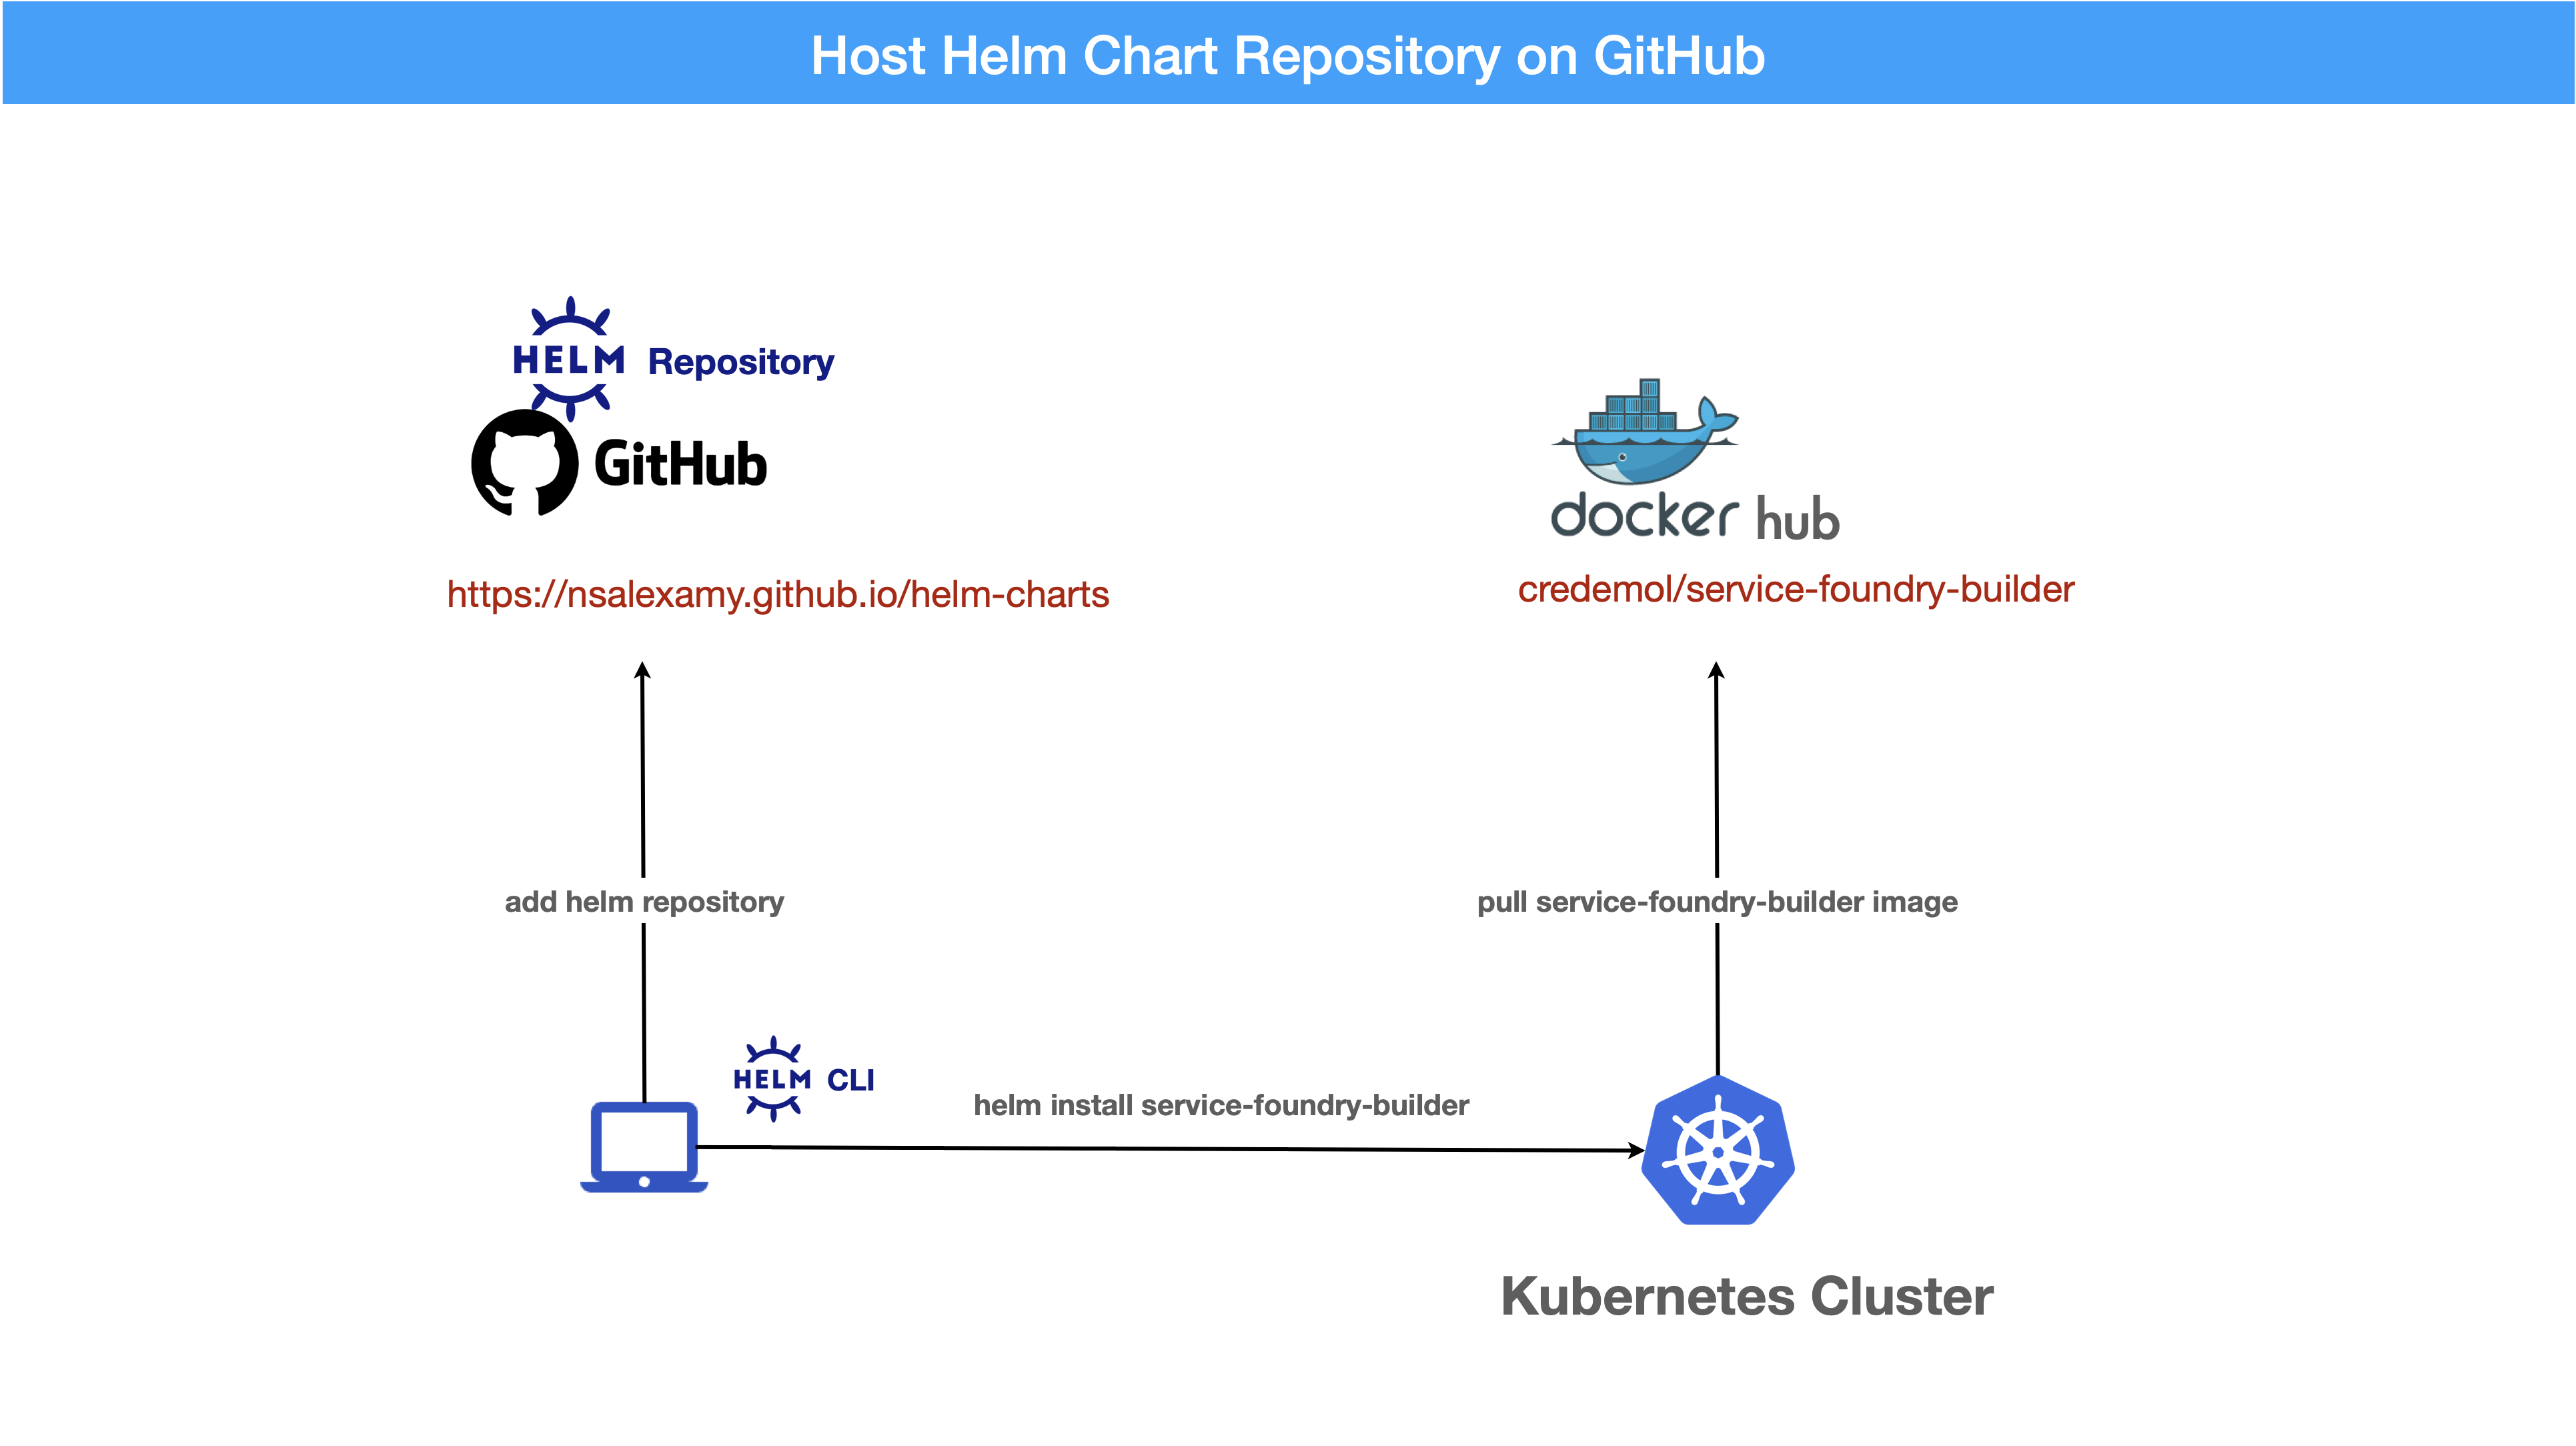 Host Helm Chart Repository on GitHub
HELM Repository
GitHub
docker hub
https://nsalexamy.github.io/helm-charts
credemol/service-foundry-builder
add helm repository
pull service-foundry-builder image
HELM CLI
helm install service-foundry-builder
Kubernetes Cluster